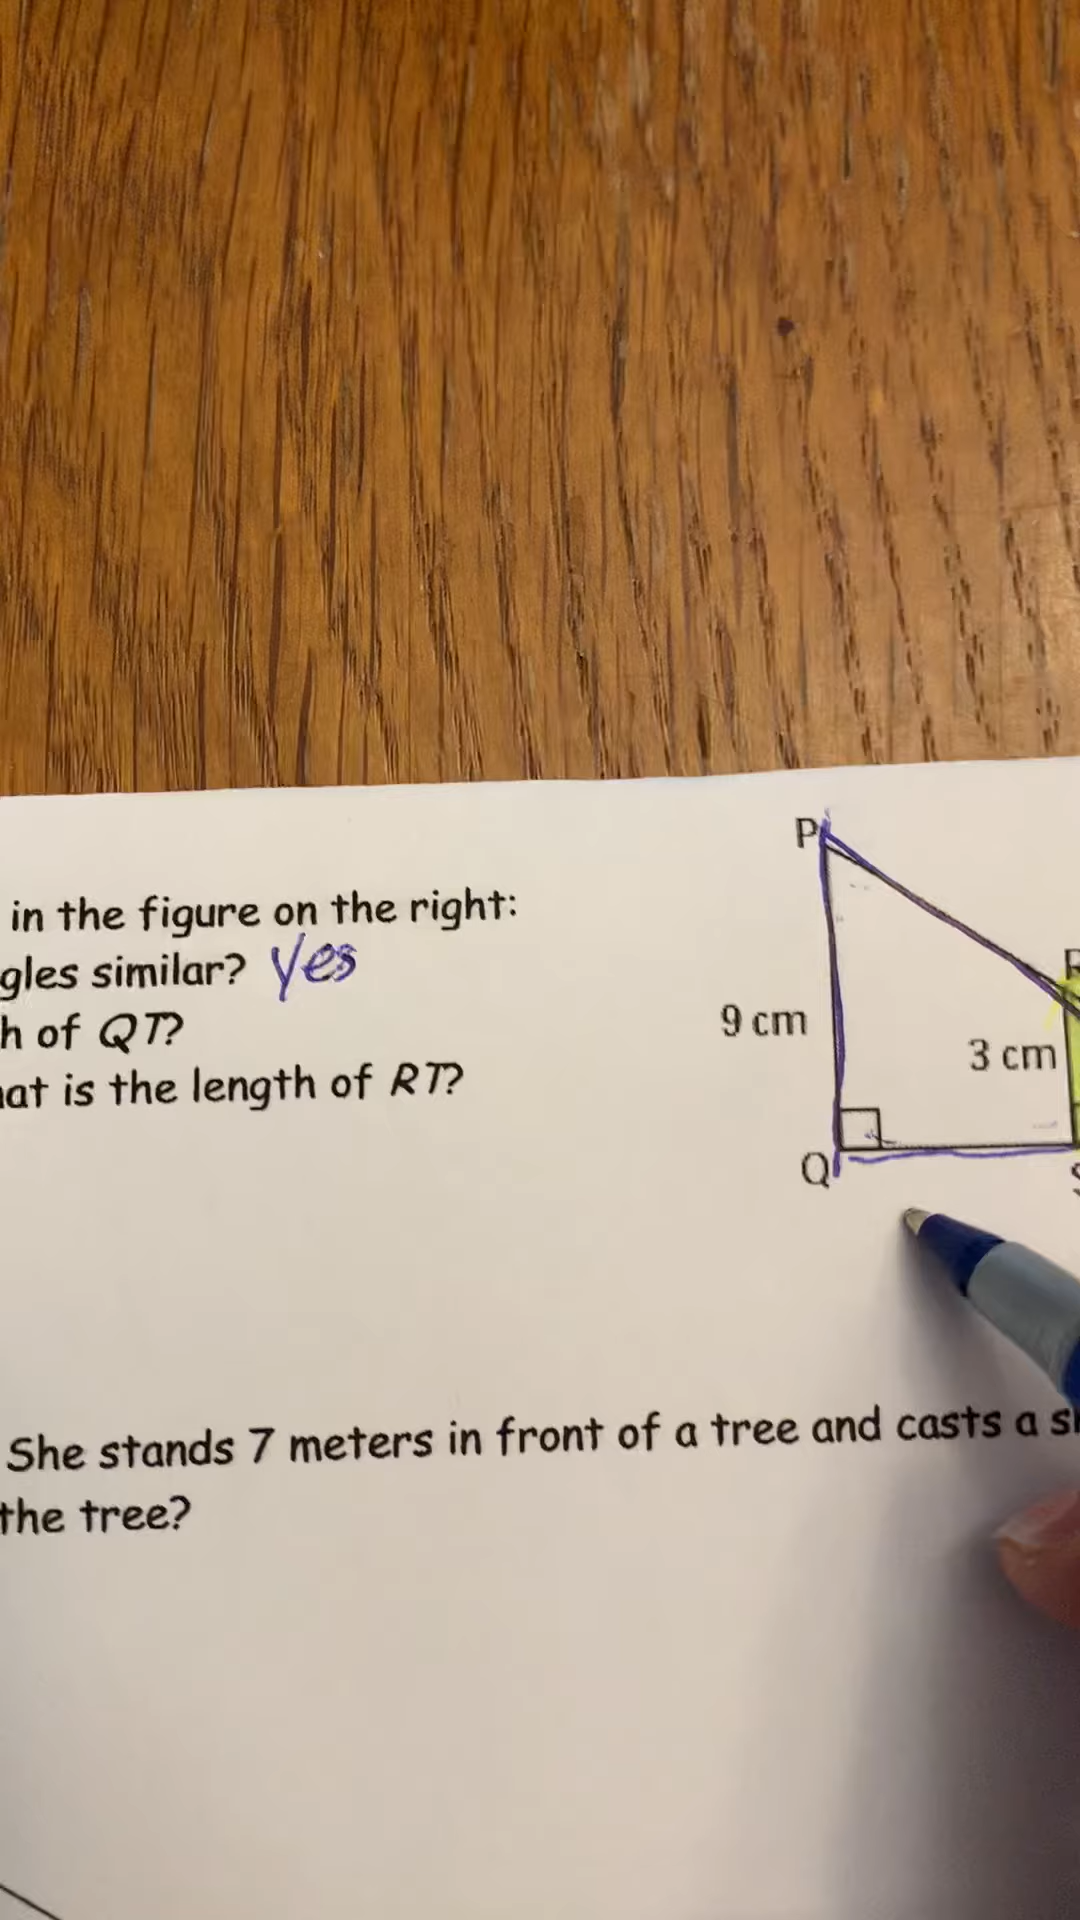 in the figure on the right:
gles similar? Yes
h of QT?
at is the length of RT?
P
R
9 cm
3 cm
Q
She stands 7 meters in front of a tree and casts a
the tree?